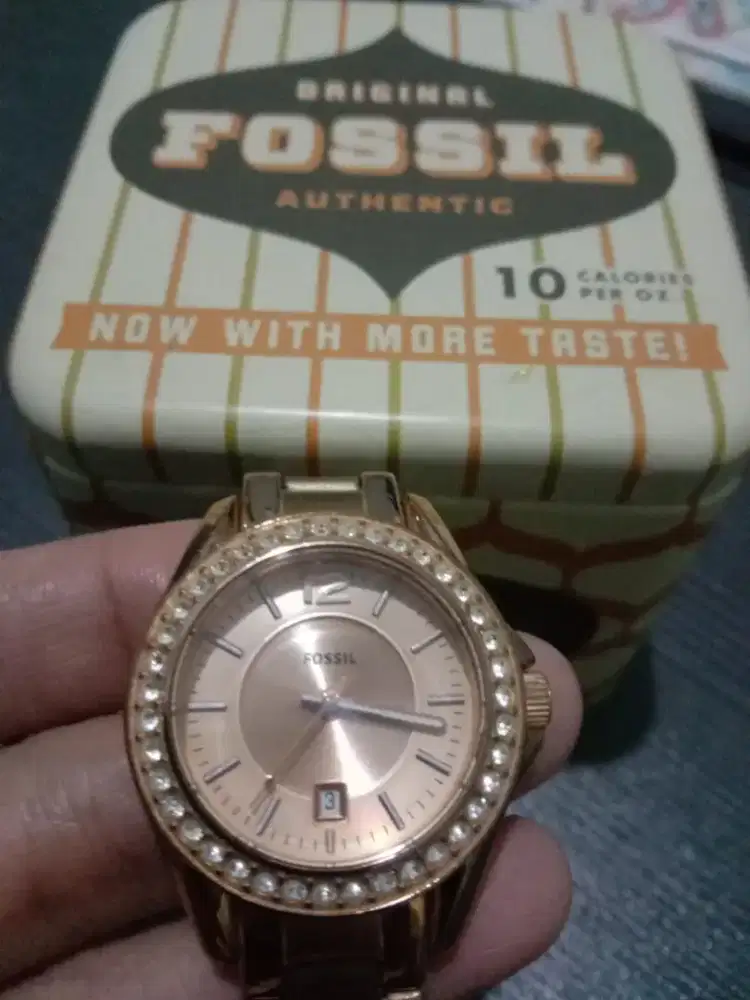 ORIGINAL
FOSSIL
AUTHENTIC
10 CALORIES
PER OZ.
NOW WITH MORE TASTE!
12
FOSSIL
3